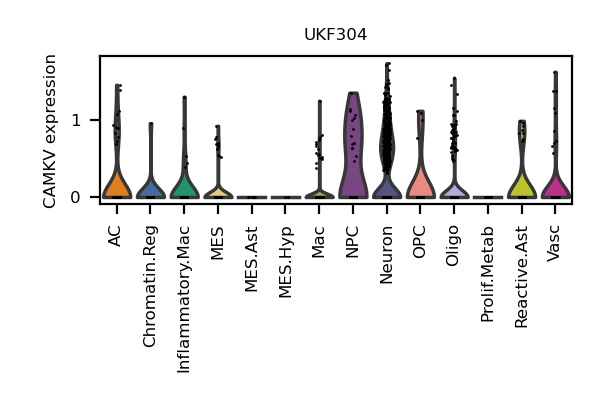 UKF304
CAMKV expression
1
0
AC
Chromatin.Reg
Inflammatory.Mac
MES
MES.Ast
MES.Hyp
Mac
NPC
Neuron
OPC
Oligo
Prolif.Metab
Reactive.Ast
Vasc